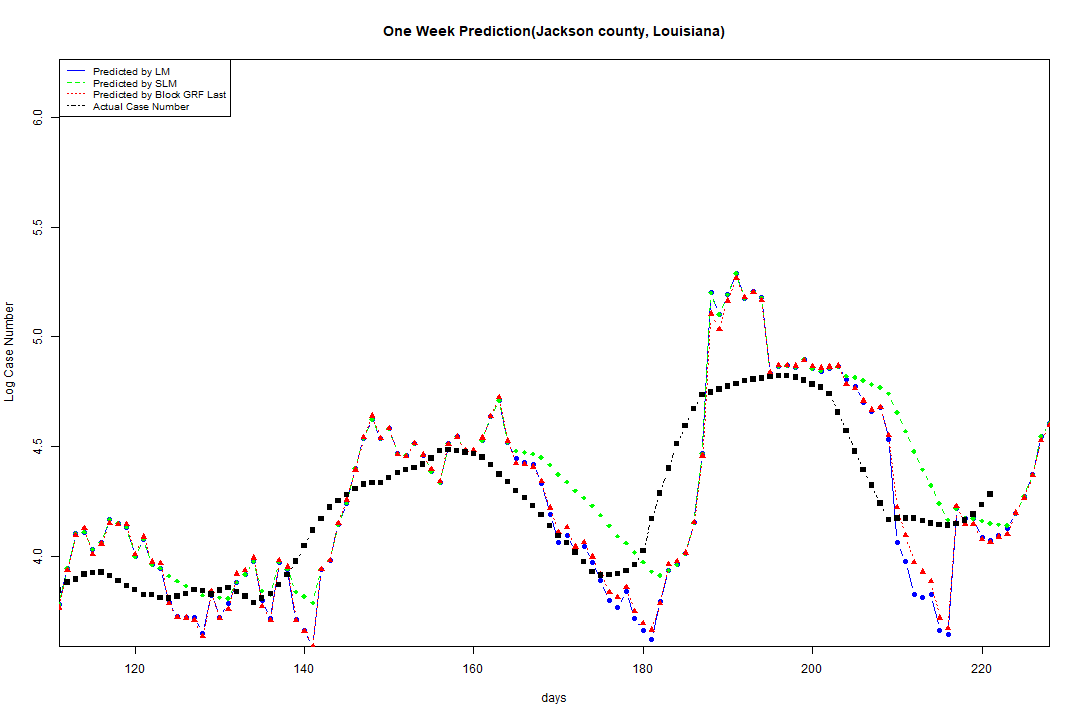 One Week Prediction(Jackson county, Louisiana)
Predicted by LM
Predicted by SLM
Predicted by Block GRF Last
Actual Case Number
6.0
5.5
5.0
4.5
4.0
Log Case Number
120 140 160 180 200 220
days